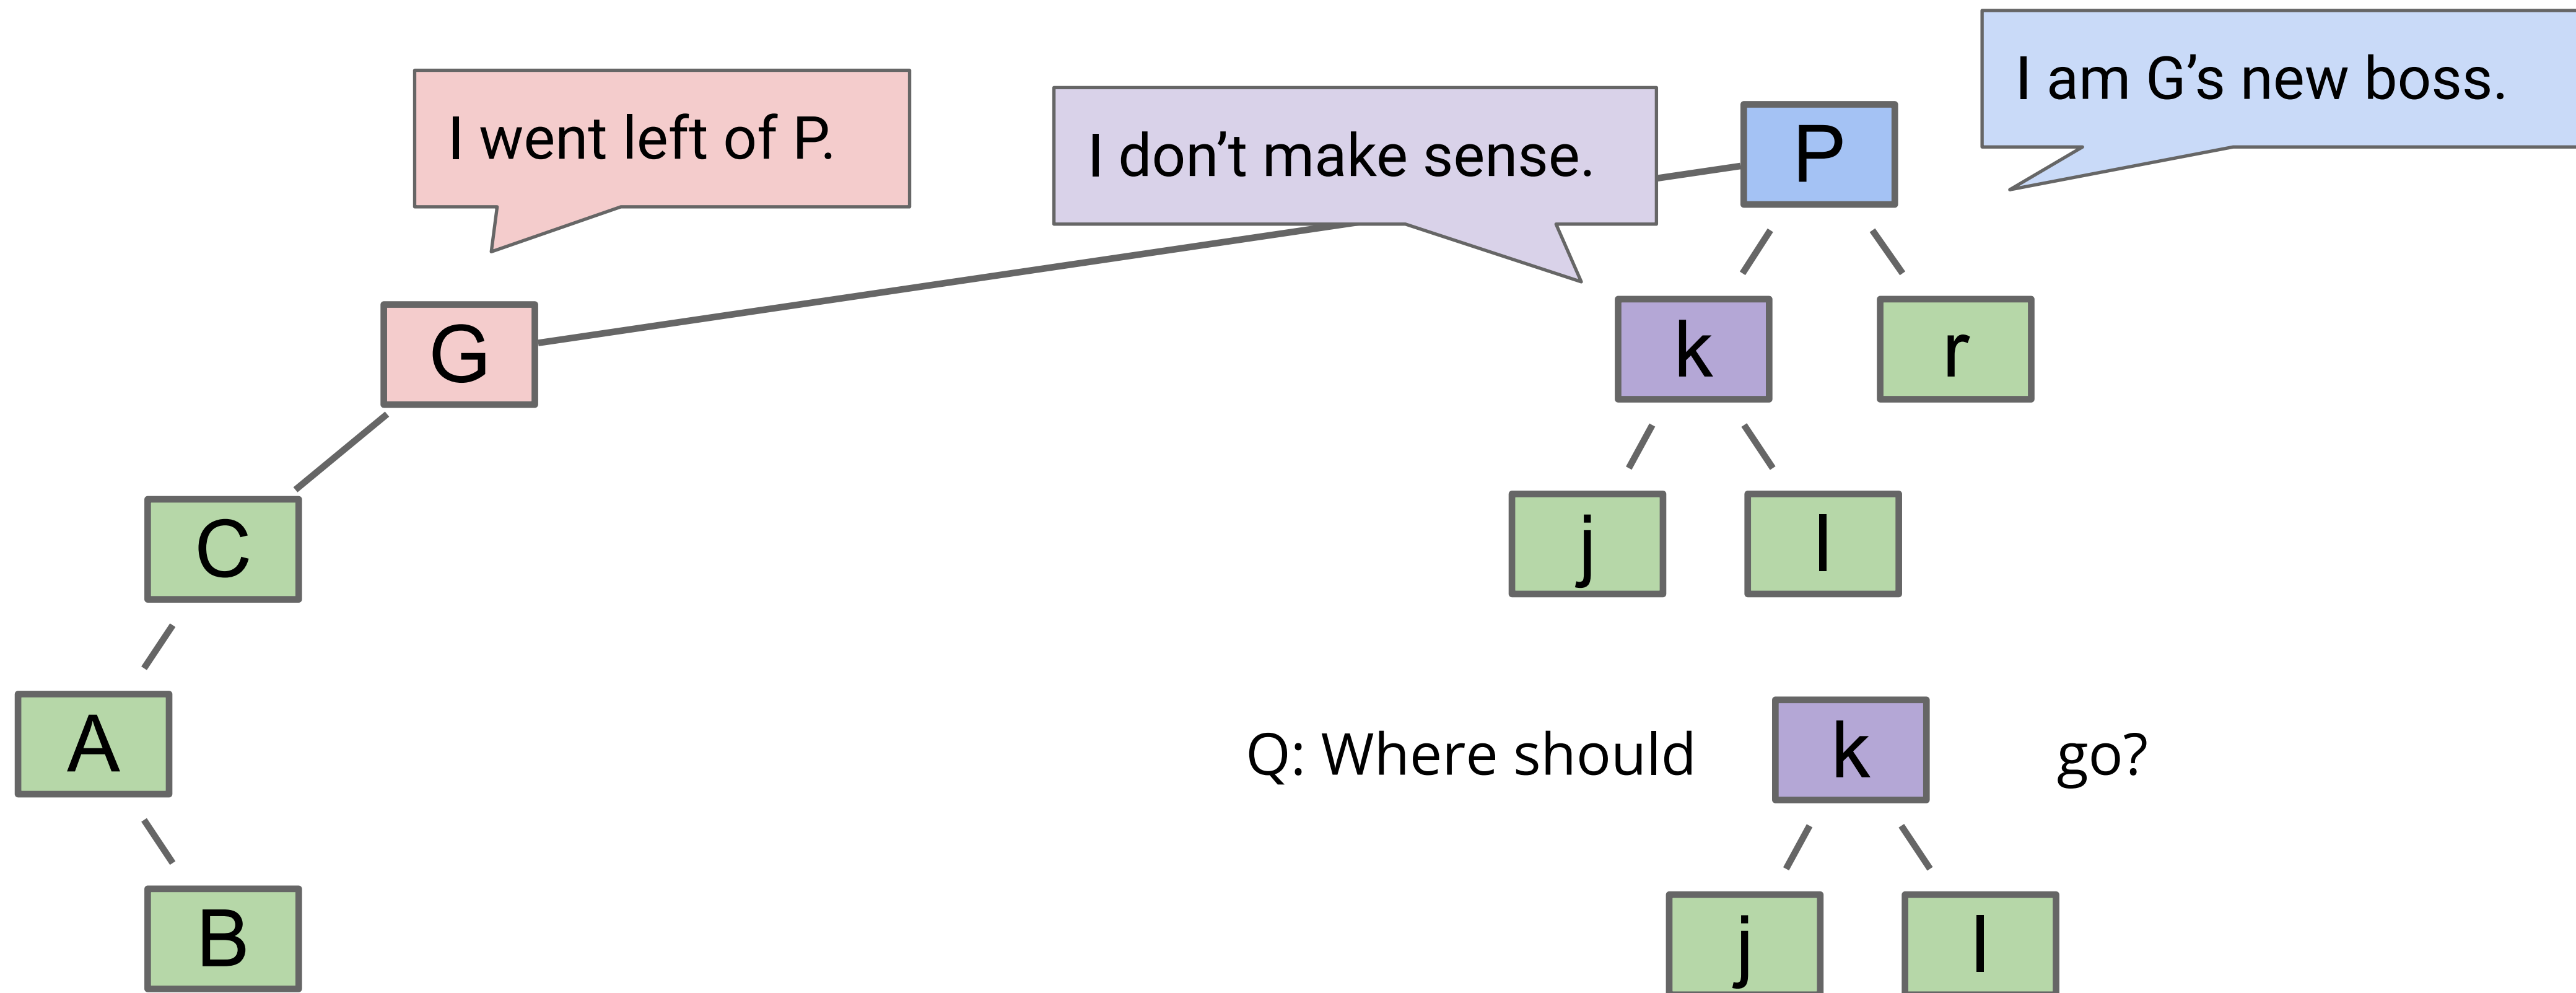 I am G’s new boss.
I went left of P.
I don’t make sense.
P
G
k
r
C
j
l
A
Q: Where should k go?
B
j
l